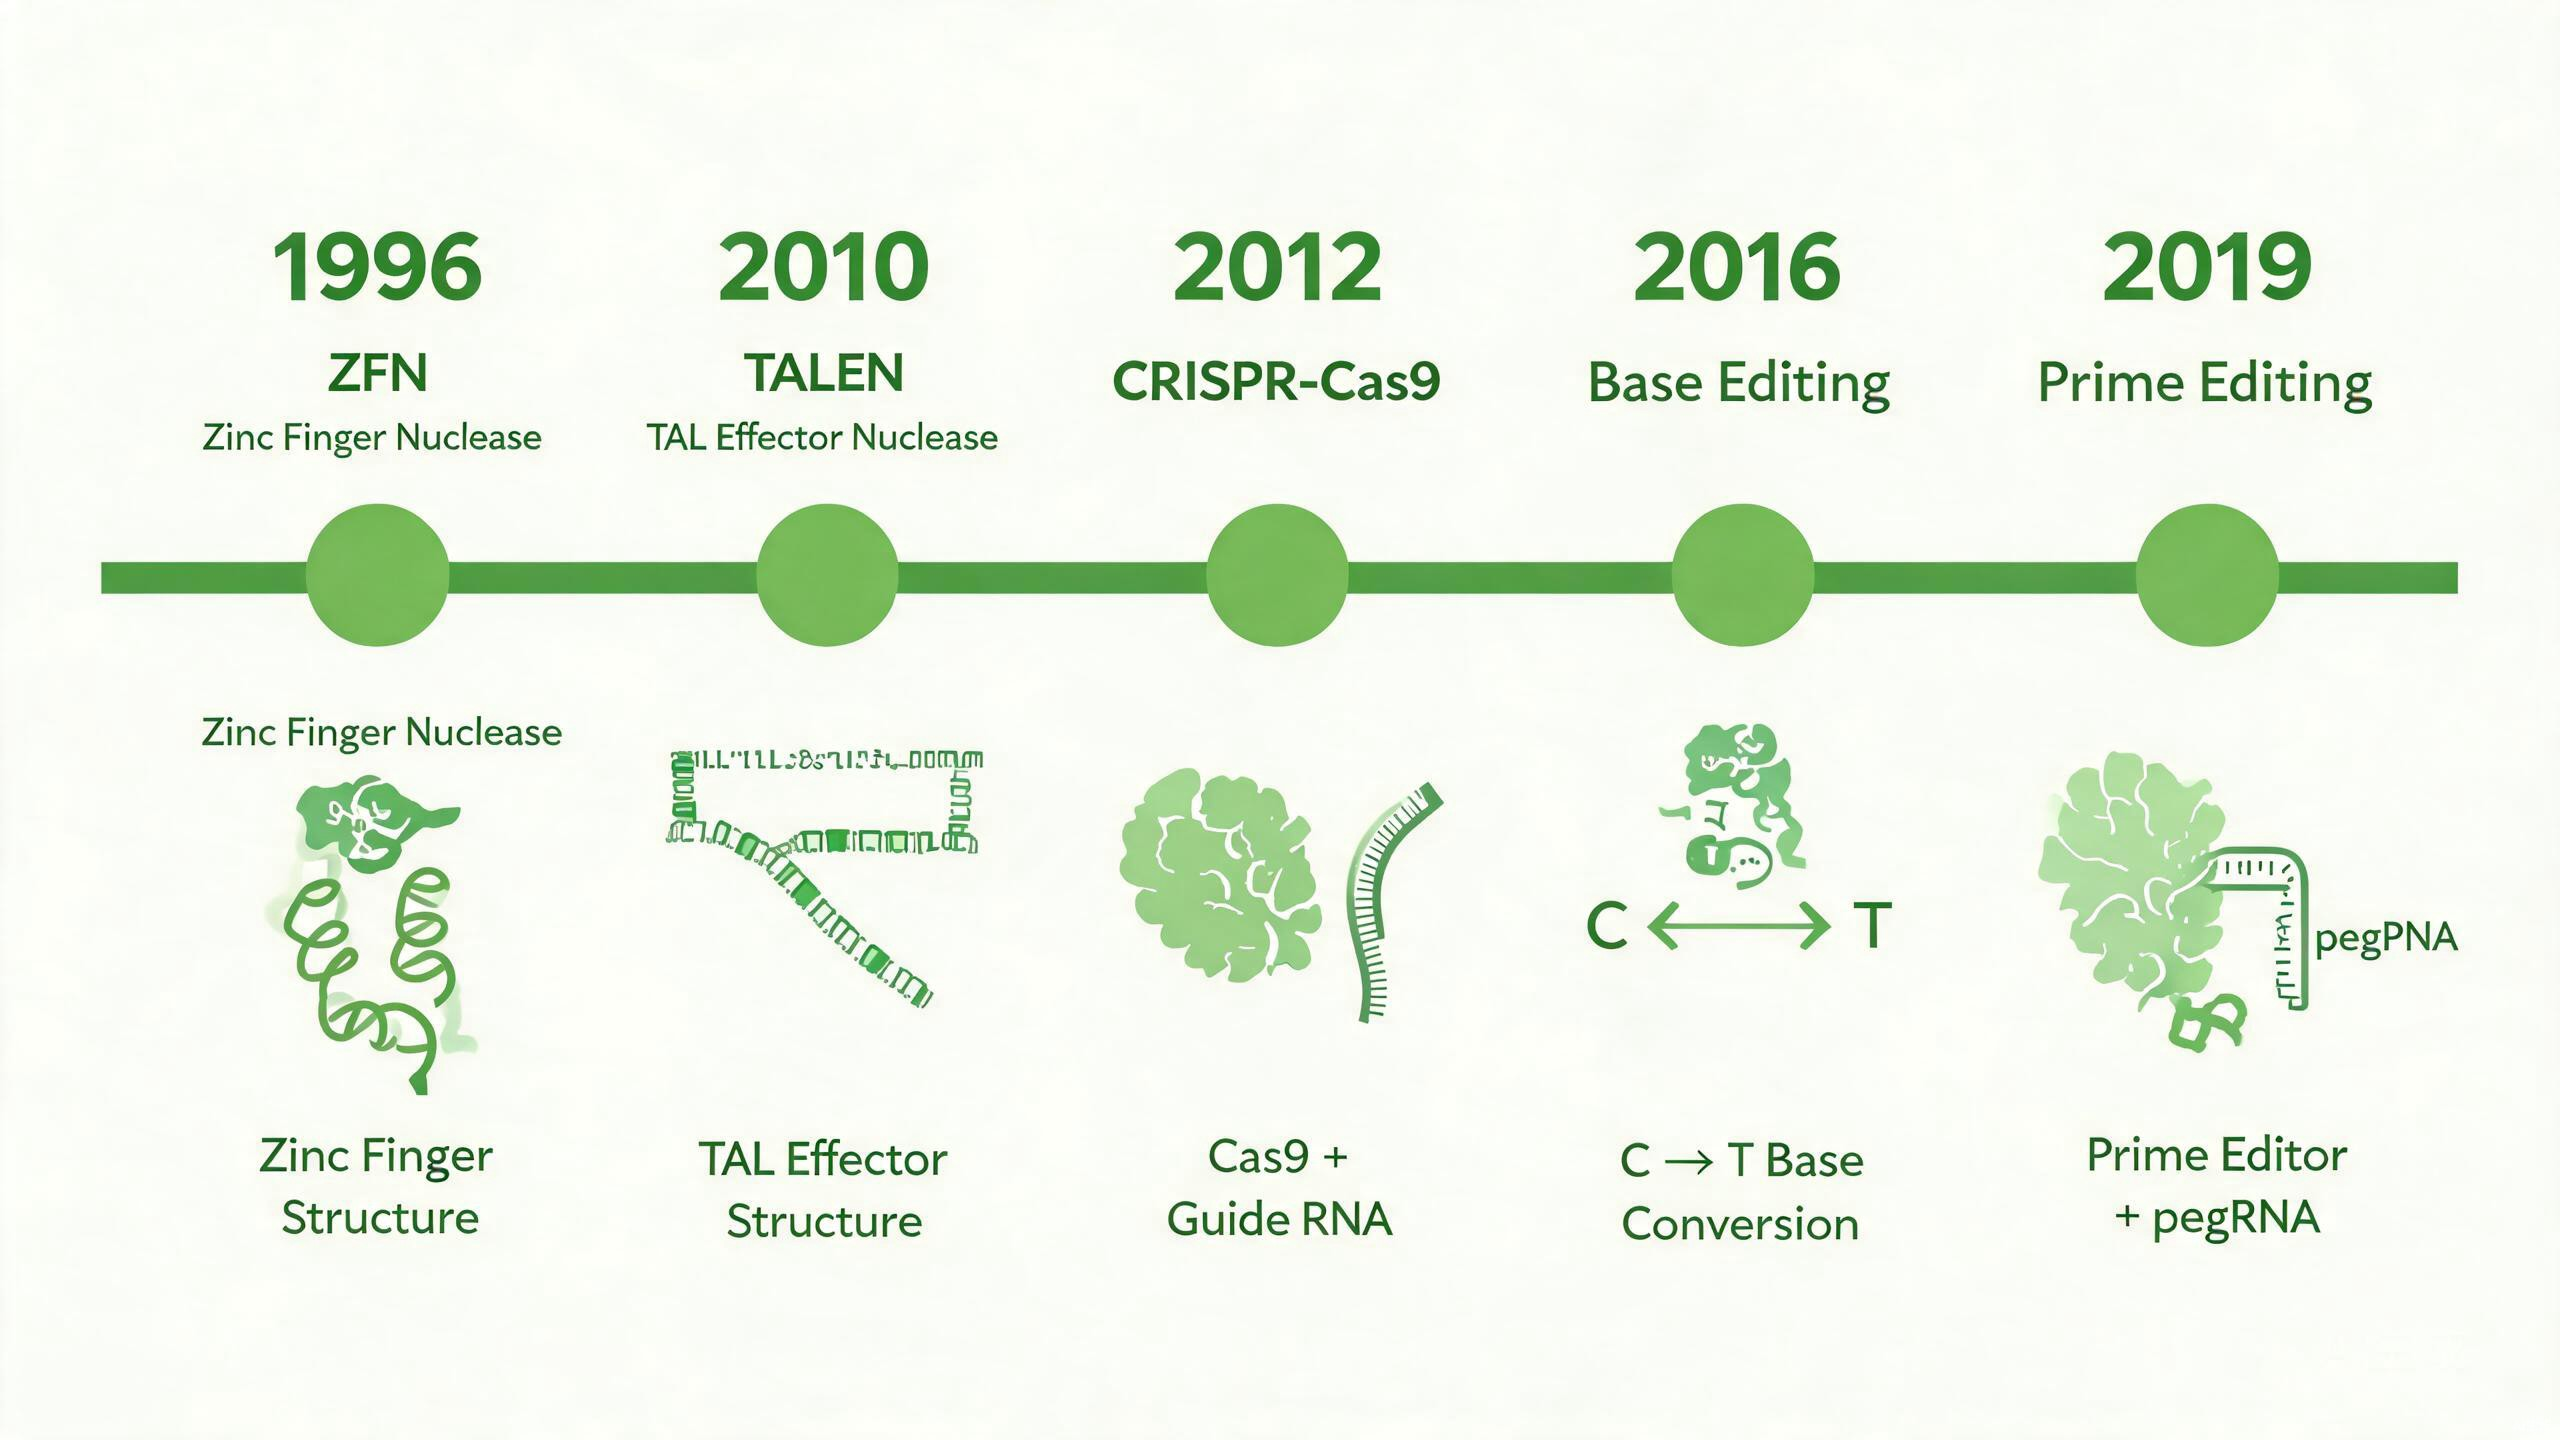 1996
ZFN
Zinc Finger Nuclease
2010
TALEN
TAL Effector Nuclease
2012
CRISPR-Cas9
2016
Base Editing
2019
Prime Editing
Zinc Finger Nuclease
Zinc Finger
Structure
TAL Effector
Structure
Cas9 +
Guide RNA
C T
C → T Base
Conversion
pegPNA
Prime Editor
+ pegRNA